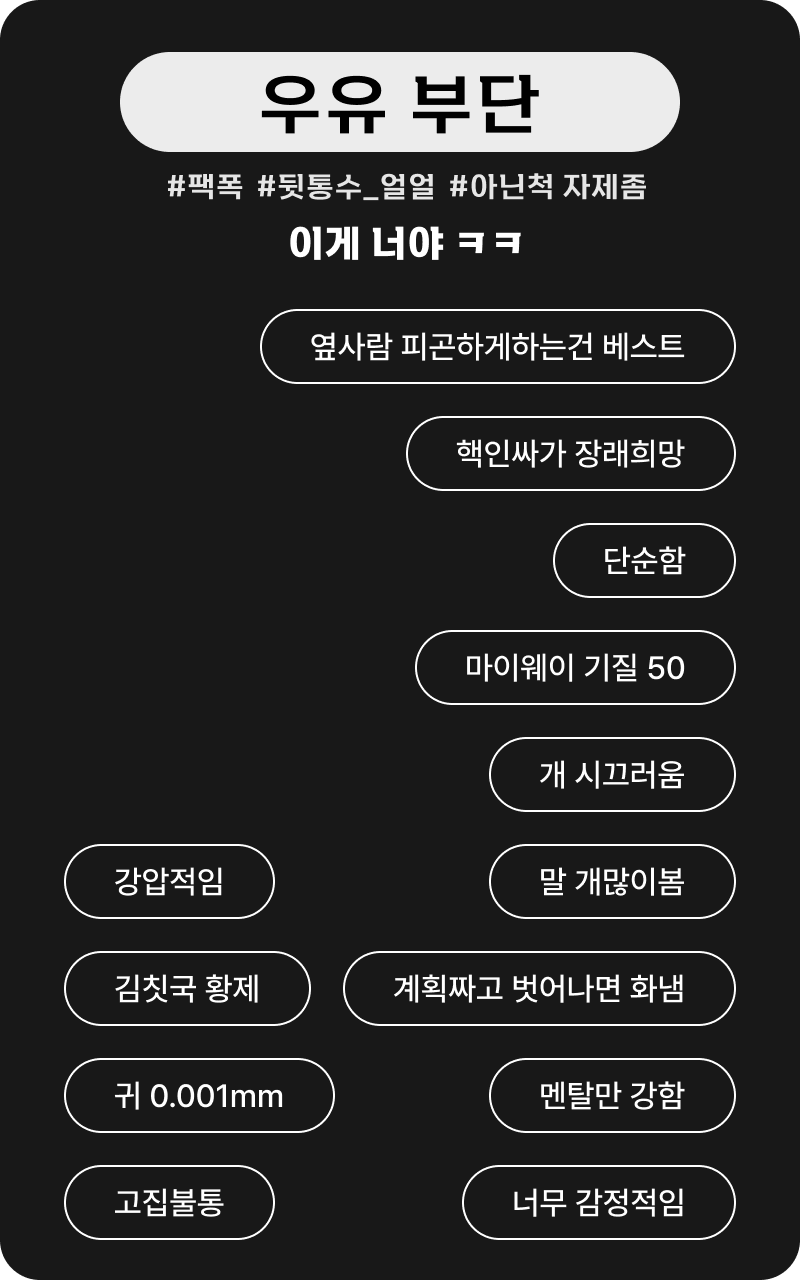 우유 부단
#팩폭 #뒷통수_얼얼 #아닌척 자제좀
이게 너야 ㅋㅋ
옆사람 피곤하게하는건 베스트
핵인싸가 장래희망
단순함
마이웨이 기질 50
개 시끄러움
강압적임
말 개많이봄
김칫국 황제
계획짜고 벗어나면 화냄
귀 0.001mm
멘탈만 강함
고집불통
너무 감정적임